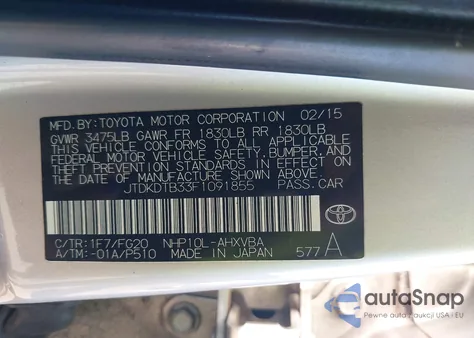 MFD.BY:TOYOTA MOTOR CORPORATION 02/15
GVWR 3475LB GAWR FR 1830LB RR 1830LB
THIS VEHICLE CONFORMS TO ALL APPLICABLE
FEDERAL MOTOR VEHICLE SAFETY, BUMPER, AND
THEFT PREVENTION STANDARDS IN EFFECT ON
THE DATE OF MANUFACTURE SHOWN ABOVE.
JTDKDTB33F1091855 PASS.CAR
C/TR:1F7/FG20 NHP10L-AHXVBA
A/TM:-01A/P510 MADE IN JAPAN 577 A
autoSnap
Pewne auta z aukcji USA i EU